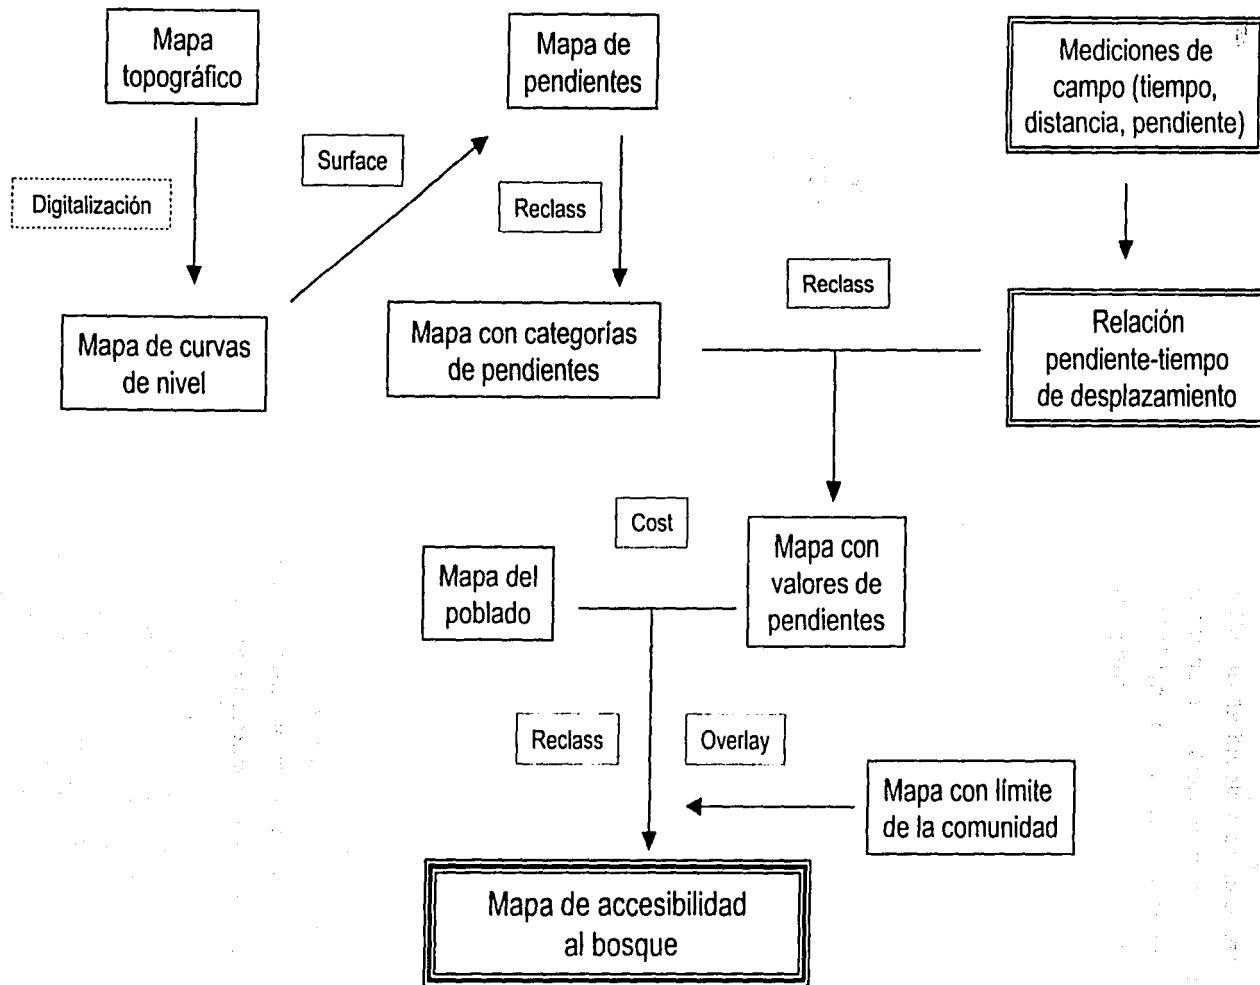 Mapa
topográfico
Mapa de
pendientes
Mediciones de
campo (tiempo,
distancia, pendiente)
Surface
Digitalización
Reclass
Reclass
Mapa de curvas
de nivel
Mapa con categorías
de pendientes
Relación
pendiente-tiempo
de desplazamiento
Cost
Mapa del
poblado
Mapa con
valores de
pendientes
Reclass
Overlay
Mapa con límite
de la comunidad
Mapa de accesibilidad
al bosque